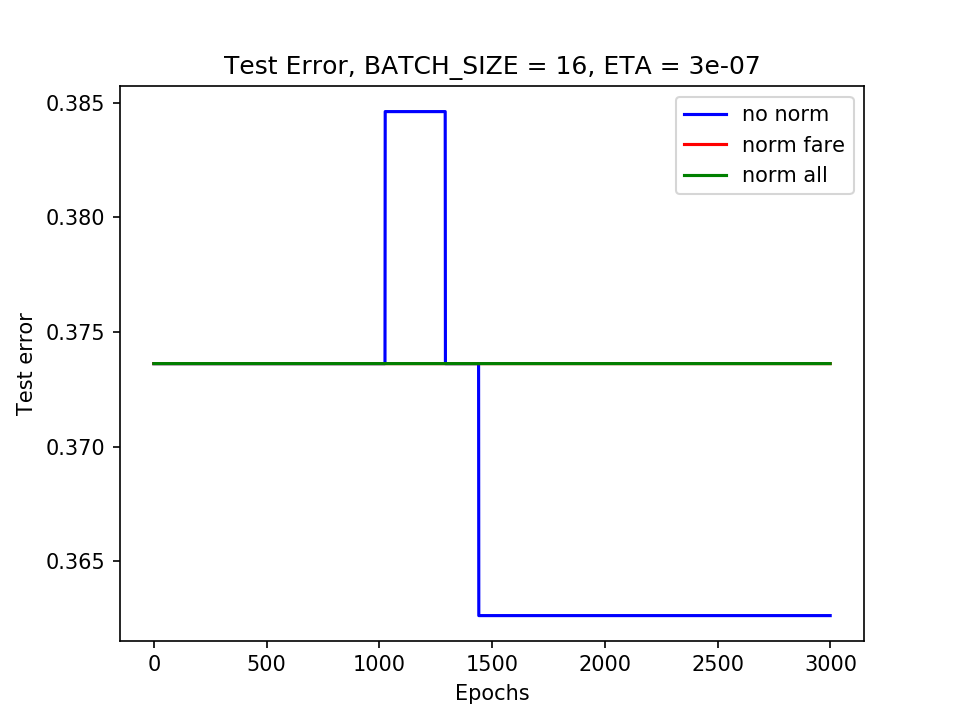 Test Error, BATCH_SIZE = 16, ETA = 3e-07
0.385
0.380
0.375
0.370
0.365
Test error
no norm
norm fare
norm all
0 500 1000 1500 2000 2500 3000
Epochs